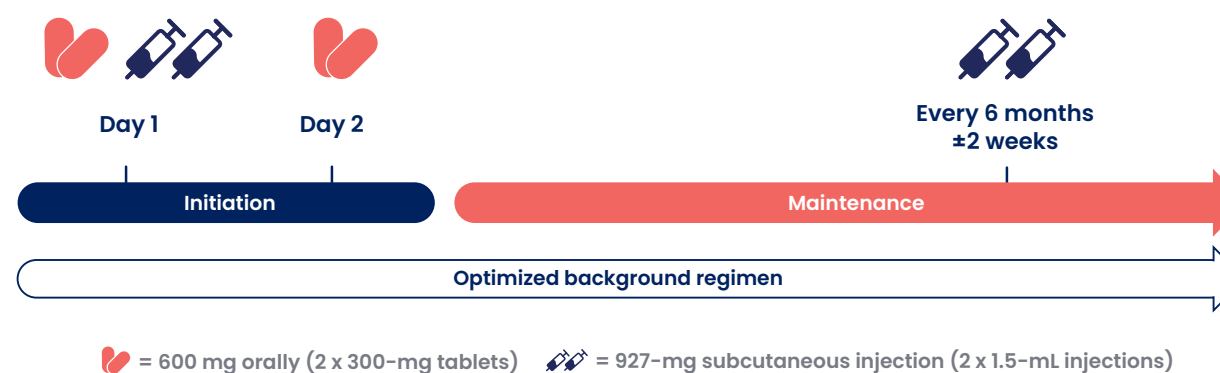 Day 1
Day 2
Every 6 months
±2 weeks
Initiation
Maintenance
Optimized background regimen
= 600 mg orally (2 x 300-mg tablets)
= 927-mg subcutaneous injection (2 x 1.5-mL injections)